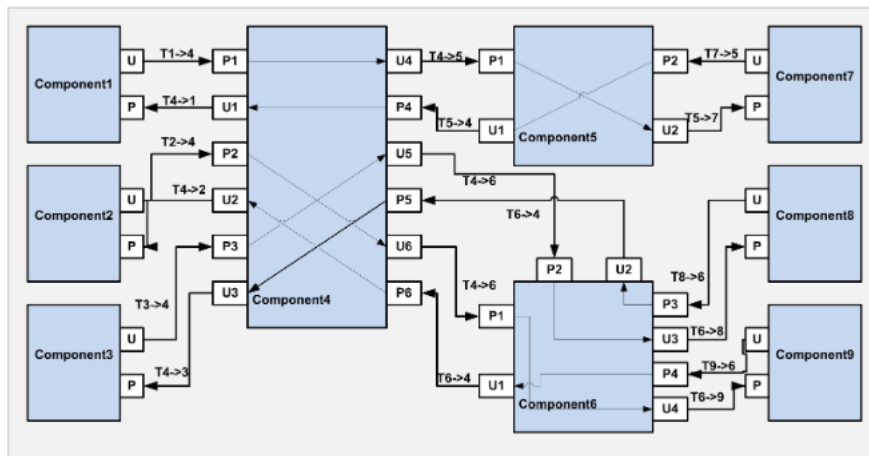 U T1->4 P1 U4 T4->5 P1 P2 T7->5 U
Component1 Component7
P T4->1 U1 P4 T5->4 U1 Component5 U2 T5->7 P
T2->4 P2 U5 T4->6
Component2 U T4->2 U2 P5 T6->4 Component8 U
P P3 U6 T4->6 P2 U2 T8->6 P
T3->4 U3 Component4 P6 P1 P3
Component3 U T6->8 U3
P T4->3 T6->4 U1 P4 T9->6 U Component9
Component6 U4 T6->9 P